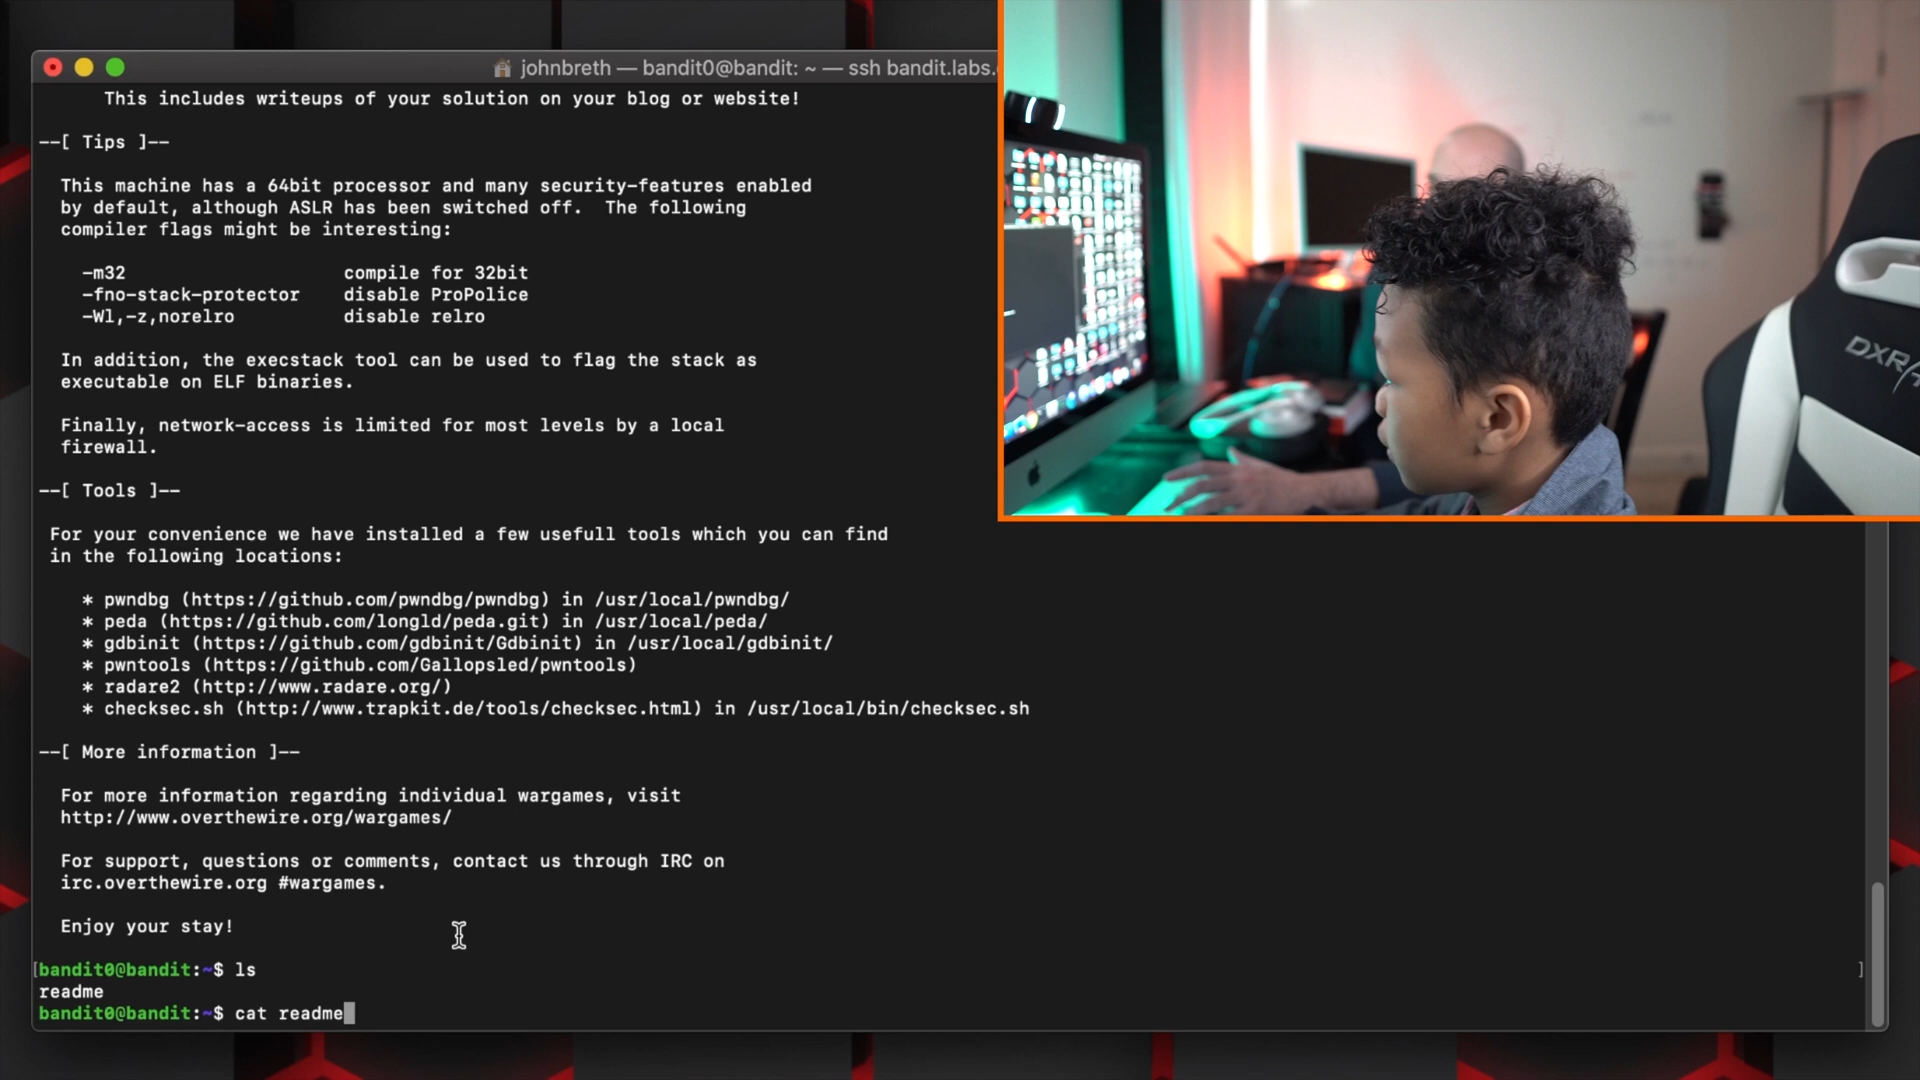 johnbreth — bandit0@bandit: ~ — ssh bandit.labs.
This includes writeups of your solution on your blog or website!
--[ Tips ]--
This machine has a 64bit processor and many security-features enabled
by default, although ASLR has been switched off.  The following
compiler flags might be interesting:
-m32                    compile for 32bit
-fno-stack-protector    disable ProPolice
-Wl,-z,norelro          disable relro
In addition, the execstack tool can be used to flag the stack as
executable on ELF binaries.
Finally, network-access is limited for most levels by a local
firewall.
--[ Tools ]--
For your convenience we have installed a few usefull tools which you can find
in the following locations:
* pwndbg (https://github.com/pwndbg/pwndbg) in /usr/local/pwndbg/
* peda (https://github.com/longld/peda.git) in /usr/local/peda/
* gdbinit (https://github.com/gdbinit/Gdbinit) in /usr/local/gdbinit/
* pwntools (https://github.com/Gallopsled/pwntools)
* radare2 (http://www.radare.org/)
* checksec.sh (http://www.trapkit.de/tools/checksec.html) in /usr/local/bin/checksec.sh
--[ More information ]--
For more information regarding individual wargames, visit
http://www.overthewire.org/wargames/
For support, questions or comments, contact us through IRC on
irc.overthewire.org #wargames.
Enjoy your stay!
[bandit0@bandit:~$ ls ]
readme
bandit0@bandit:~$ cat readme